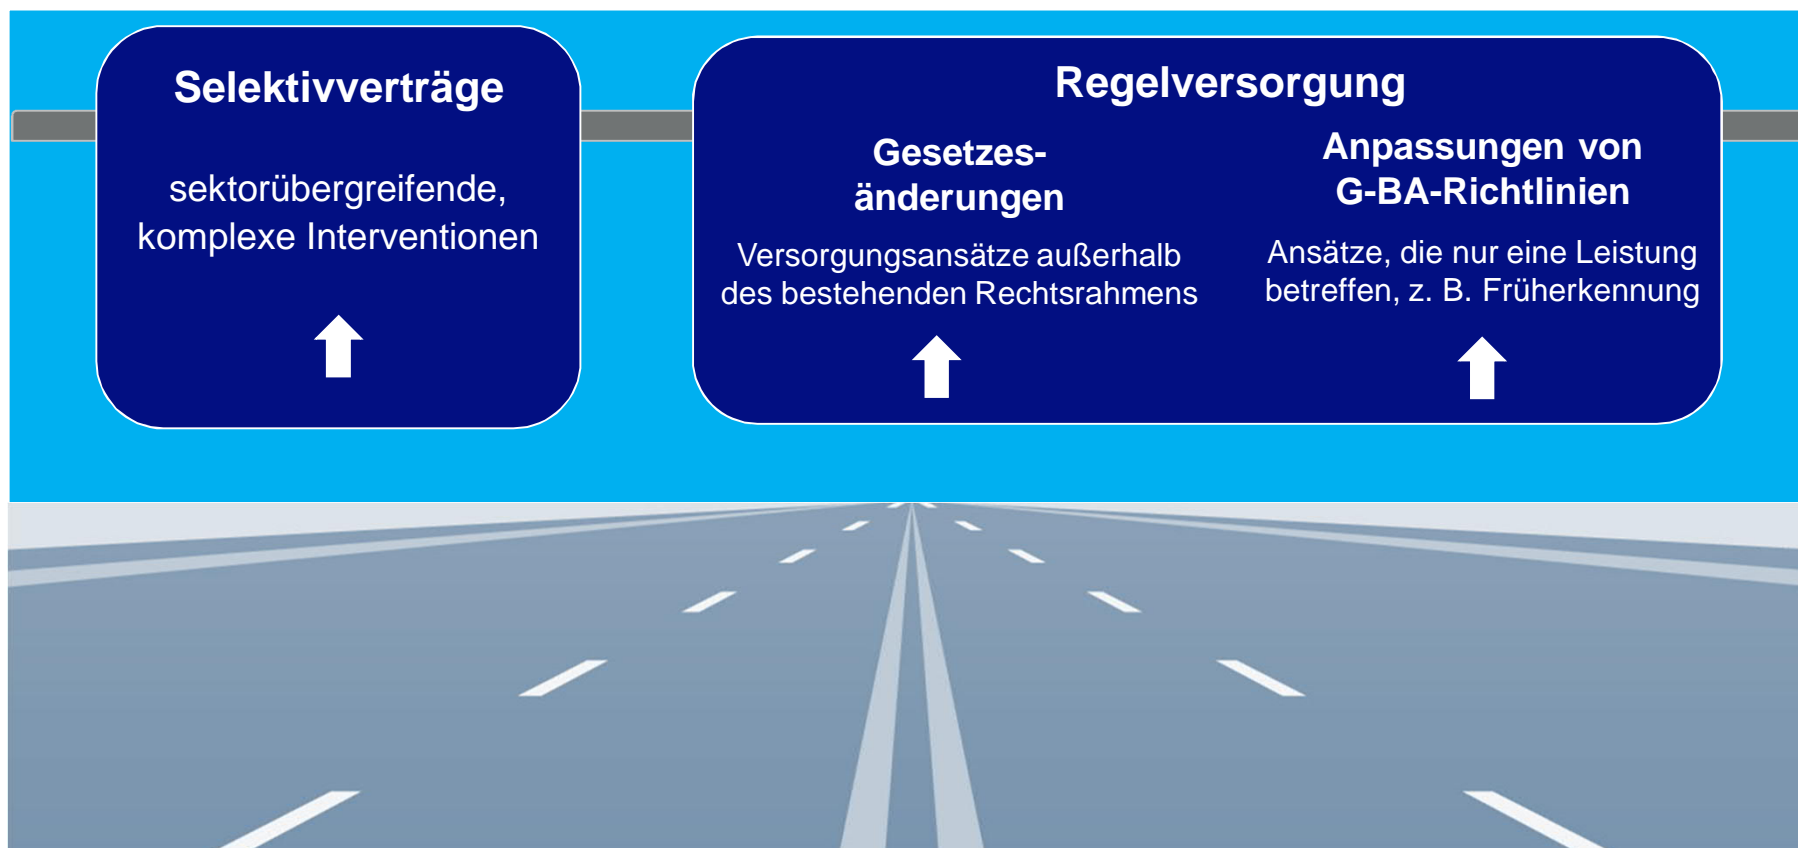 Selektivverträge
sektorübergreifende,
komplexe Interventionen
Regelversorgung
Gesetzes-
änderungen
Versorgungsansätze außerhalb
des bestehenden Rechtsrahmens
Anpassungen von
G-BA-Richtlinien
Ansätze, die nur eine Leistung
betreffen, z. B. Früherkennung